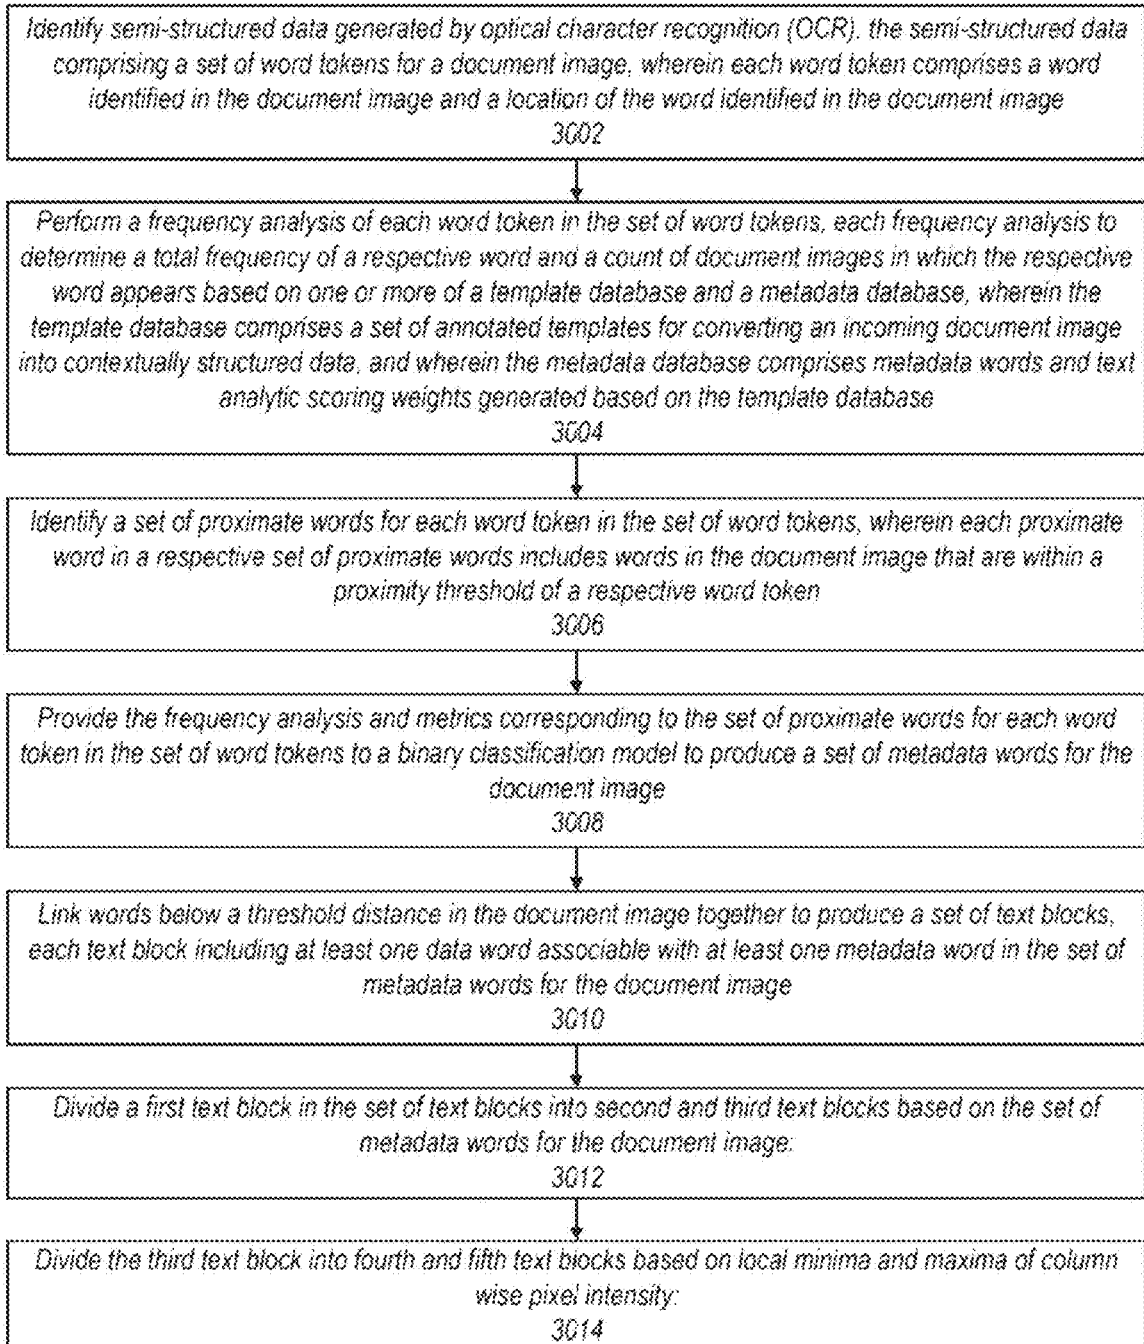 Identify semi-structured data generated by optical character recognition (OCR). the semi-structured data
comprising a set of word tokens for a document image, wherein each word token comprises a word
identified in the document image and a location of the word identified in the document image
3002
Perform a frequency analysis of each word token in the set of word tokens, each frequency analysis to
determine a total frequency of a respective word and a count of document images in which the respective
word appears based on one or more of a template database and a metadata database, wherein the
template database comprises a set of annotated templates for converting an incoming document image
into contextually structured data, and wherein the metadata database comprises metadata words and text
analytic scoring weights generated based on the template database
3004
Identify a set of proximate words for each word token in the set of word tokens, wherein each proximate
word in a respective set of proximate words includes words in the document image that are within a
proximity threshold of a respective word token
3006
Provide the frequency analysis and metrics corresponding to the set of proximate words for each word
token in the set of word tokens to a binary classification model to produce a set of metadata words for the
document image
3008
Link words below a threshold distance in the document image together to produce a set of text blocks,
each text block including at least one data word associable with at least one metadata word in the set of
metadata words for the document image
3010
Divide a first text block in the set of text blocks into second and third text blocks based on the set of
metadata words for the document image;
3012
Divide the third text block into fourth and fifth text blocks based on local minima and maxima of column
wise pixel intensity;
3014